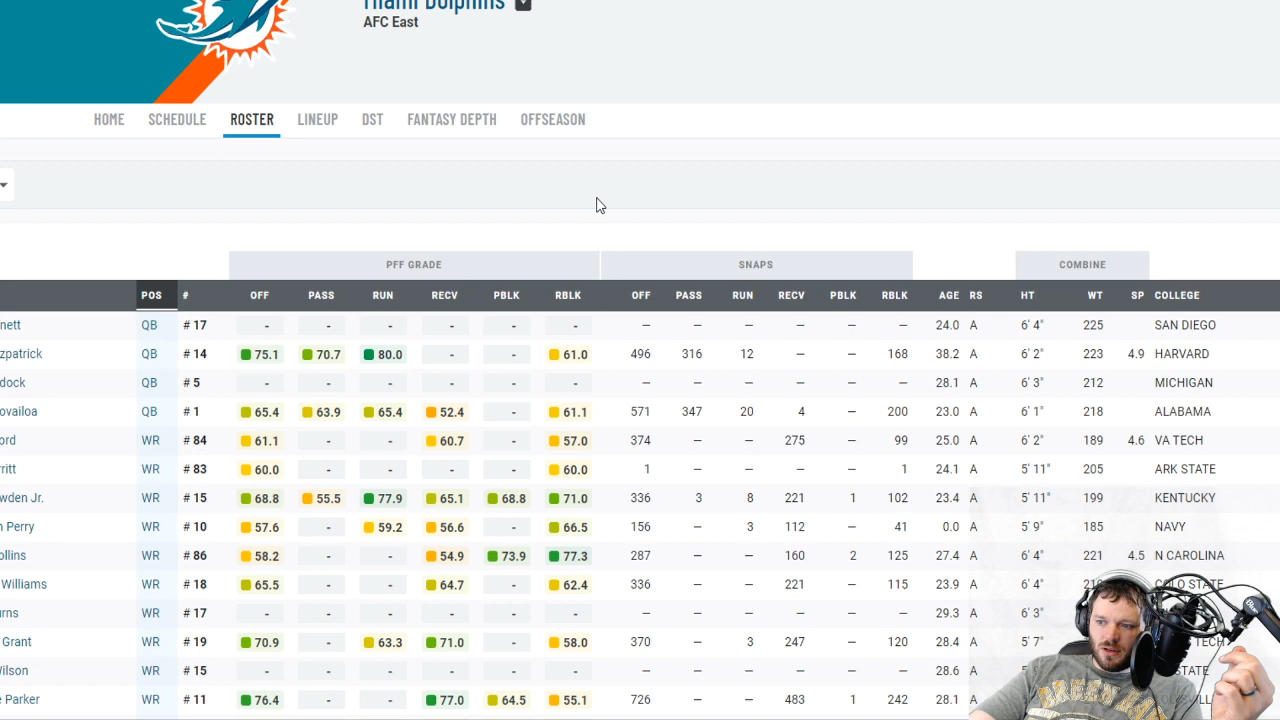 AFC East
HOME SCHEDULE ROSTER LINEUP DST FANTASY DEPTH OFFSEASON
PFF GRADE SNAPS COMBINE
POS # OFF PASS RUN RECV PBLK RBLK OFF PASS RUN RECV PBLK RBLK AGE RS HT WT SP COLLEGE
nett QB # 17 - - - - - - — — — — — — 24.0 A 6' 4" 225 SAN DIEGO
zpatrick QB # 14 75.1 70.7 80.0 - - 61.0 496 316 12 — — 168 38.2 A 6' 2" 223 4.9 HARVARD
dock QB # 5 - - - - - - — — — — — — 28.1 A 6' 3" 212 MICHIGAN
ovailoa QB # 1 65.4 63.9 65.4 52.4 - 61.1 571 347 20 4 — 200 23.0 A 6' 1" 218 ALABAMA
ord WR # 84 61.1 - - 60.7 - 57.0 374 — — 275 — 99 25.0 A 6' 2" 189 4.6 VA TECH
ritt WR # 83 60.0 - - - - 60.0 1 — — — — 1 24.1 A 5' 11" 205 ARK STATE
wden Jr. WR # 15 68.8 55.5 77.9 65.1 68.8 71.0 336 3 8 221 1 102 23.4 A 5' 11" 199 KENTUCKY
n Perry WR # 10 57.6 - 59.2 56.6 - 66.5 156 — 3 112 — 41 0.0 A 5' 9" 185 NAVY
ollins WR # 86 58.2 - - 54.9 73.9 77.3 287 — — 160 2 125 27.4 A 6' 4" 221 4.5 N CAROLINA
Williams WR # 18 65.5 - - 64.7 - 62.4 336 — — 221 — 115 23.9 A 6' 4" STATE
rns WR # 17 - - - - - - — — — — — — 29.3 A 6' 3"
Grant WR # 19 70.9 - 63.3 71.0 - 58.0 370 — 3 247 — 120 28.4 A 5' 7" TECH
Wilson WR # 15 - - - - - - — — — — — — 28.6 A STATE
e Parker WR # 11 76.4 - - 77.0 64.5 55.1 726 — — 483 1 242 28.1 A